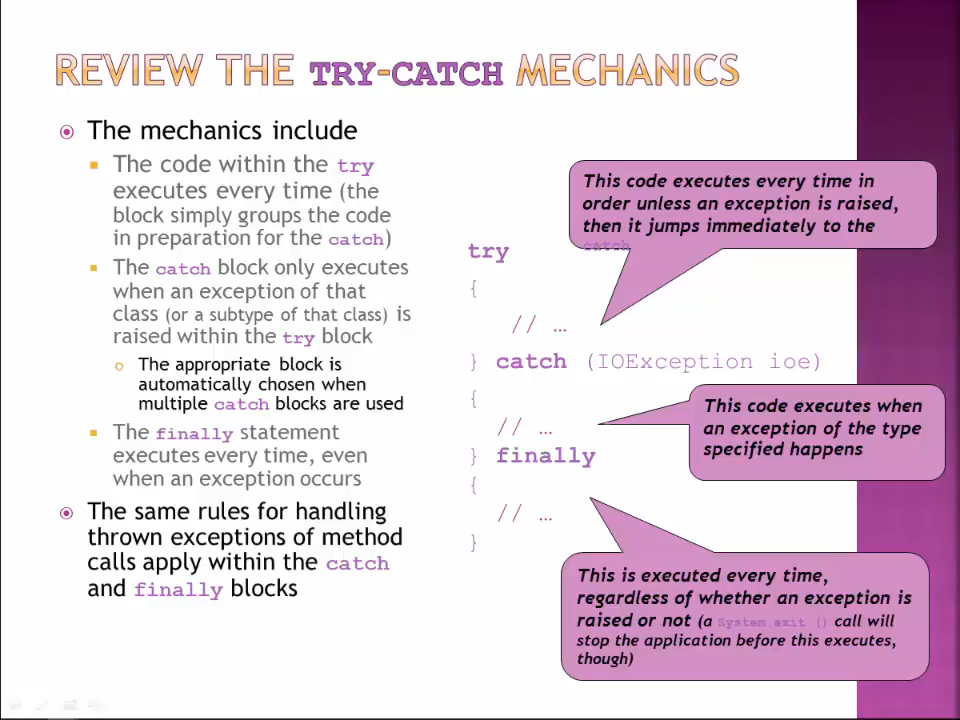 REVIEW THE TRY-CATCH MECHANICS
The mechanics include
The code within the try
executes every time (the
block simply groups the code
in preparation for the catch)
The catch block only executes
when an exception of that
class (or a subtype of that class) is
raised within the try block
The appropriate block is
automatically chosen when
multiple catch blocks are used
The finally statement
executes every time, even
when an exception occurs
The same rules for handling
thrown exceptions of method
calls apply within the catch
and finally blocks
try
{
// …
} catch (IOException ioe)
{
// …
} finally
{
// …
}
This code executes every time in
order unless an exception is raised,
then it jumps immediately to the
catch
This code executes when
an exception of the type
specified happens
This is executed every time,
regardless of whether an exception is
raised or not (a System.exit () call will
stop the application before this executes,
though)